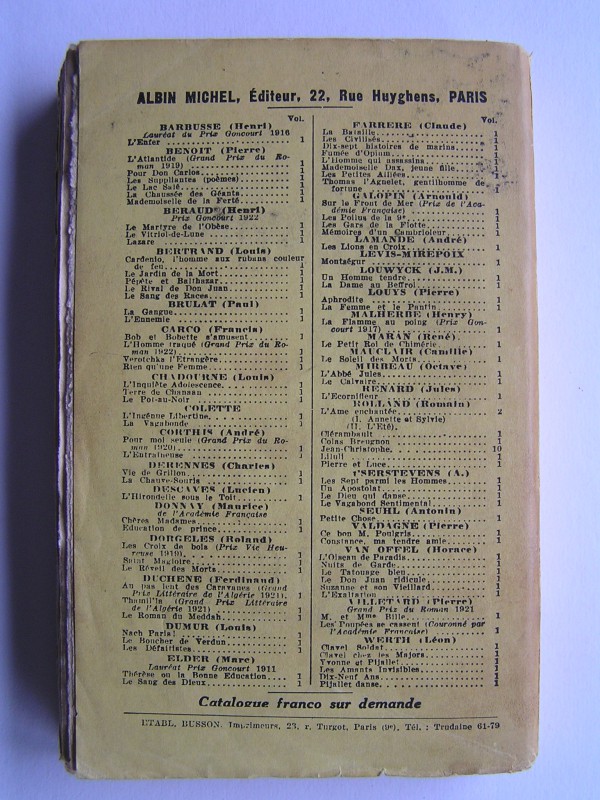 ALBIN MICHEL, Éditeur, 22, Rue Huyghens, PARIS
Vol.
BARBUSSE (Henri)
Lauréat du Prix Goncourt 1916
L'Enfer 1
BENOIT (Pierre)
L'Atlantide (Grand Prix du Ro-
man 1919) 1
Pour Don Carlos 1
Les Suppliantes (poèmes) 1
Le Lac Salé 1
La Chaussée des Géants 1
Mademoiselle de la Ferté 1
BERAUD (Henri)
Prix Goncourt 1922
Le Martyre de l'Obèse 1
Le Vitriol-de-Lune 1
Lazare 1
BERTRAND (Louis)
Cardenio, l'homme aux rubans couleur
de feu 1
Le Jardin de la Mort 1
Pépète et Balthazar 1
Le Rival de Don Juan 1
Le Sang des Races 1
BRULAT (Paul)
La Gangue 1
L'Ennemie 1
CARCO (Francis)
Bob et Bobette s'amusent 1
L'Homme traqué (Grand Prix du Ro-
man 1922) 1
Verotchka l'Etrangère 1
Rien qu'une Femme 1
CHADOURNE (Louis)
L'Inquiète Adolescence 1
Terre de Chanaan 1
Le Pot-au-Noir 1
COLETTE
L'Ingénue Libertine 1
La Vagabonde 1
CORTHIS (André)
Pour moi seule (Grand Prix du Ro-
man 1920) 1
L'Entraîneuse 1
DERENNES (Charles)
Vie de Grillon 1
La Chauve-Souris 1
DESCAVES (Lucien)
L'Hirondelle sous le Toit 1
DONNAY (Maurice)
de l'Académie Française
Chères Madames 1
Education de prince 1
DORGELES (Roland)
Les Croix de bois (Prix Vie Heu-
reuse 1919) 1
Saint Magloire 1
Le Réveil des Morts 1
DUCHENE (Ferdinand)
Au pas lent des Caravanes (Grand
Prix Littéraire de l'Algérie 1921) 1
Thamil'la (Grand Prix Littéraire
de l'Algérie 1921) 1
Le Roman du Meddah 1
DUMUR (Louis)
Nach Paris! 1
Le Boucher de Verdun 1
Les Défaitistes 1
ELDER (Marc)
Lauréat Prix Goncourt 1911
Thérèse ou la Bonne Education 1
Le Sang des Dieux 1
Vol.
FARRERE (Claude)
La Bataille 1
Les Civilisés 1
Dix-sept histoires de marins 1
Fumée d'Opium 1
L'Homme qui assassina 1
Mademoiselle Dax, jeune fille 1
Les Petites Alliées 1
Thomas l'Agnelet, gentilhomme de
fortune 1
GALOPIN (Arnould)
Sur le Front de Mer (Prix de l'Aca-
démie Française) 1
Les Poilus de la 9e 1
Les Gars de la Flotte 1
Mémoires d'un Cambrioleur 1
LAMANDE (André)
Les Lions en Croix 1
LEVIS-MIREPOIX
Montségur 1
LOUWYCK (J.M.)
Un Homme tendre 1
La Dame au Beffroi 1
LOUYS (Pierre)
Aphrodite 1
La Femme et le Pantin 1
MALHERBE (Henry)
La Flamme au poing (Prix Gon-
court 1917) 1
MARAN (René)
Le Petit Roi de Chimérie 1
MAUCLAIR (Camille)
Le Soleil des Morts 1
MIRBEAU (Octave)
L'Abbé Jules 1
Le Calvaire 1
RENARD (Jules)
L'Ecornifleur 1
ROLLAND (Romain)
L'Ame enchantée 2
(I. Annette et Sylvie)
(II. L'Eté).
Clérambault 1
Colas Breugnon 1
Jean-Christophe 10
Liluli 1
Pierre et Luce 1
t'SERSTEVENS (A.)
Les Sept parmi les Hommes 1
Un Apostolat 1
Le Dieu qui danse 1
Le Vagabond Sentimental 1
SEUHL (Antonin)
Petite Chose 1
VALDAGNE (Pierre)
Ce bon M. Poulgris 1
Constance, ma tendre amie 1
VAN OFFEL (Horace)
L'Oiseau de Paradis 1
Nuits de Garde 1
Le Tatouage bleu 1
Le Don Juan ridicule 1
Suzanne et son Vieillard 1
L'Exaltation 1
VILLETARD (Pierre)
Grand Prix du Roman 1921
M. et Mme Bille 1
Les Poupées se cassent (Couronné par
l'Académie Française) 1
WERTH (Léon)
Clavel Soldat 1
Clavel chez les Majors 1
Yvonne et Pijallet 1
Les Amants Invisibles 1
Dix-Neuf Ans 1
Pijallet danse 1
Catalogue franco sur demande
ETABL. BUSSON, Imprimeurs, 23, r. Turgot, Paris (9e), Tél. : Trudaine 61-79